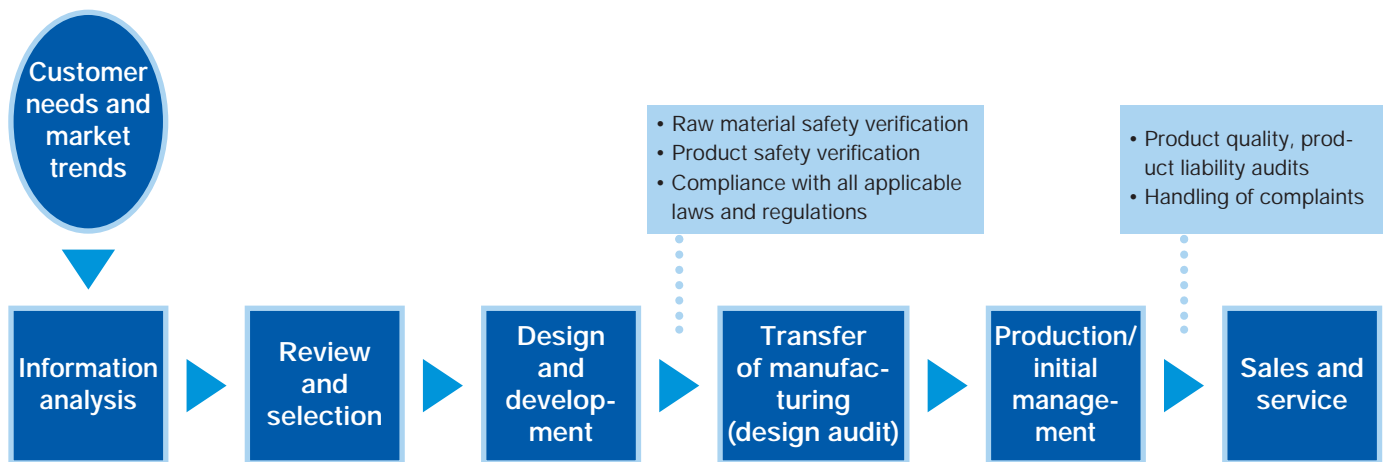 Customer
needs and
market
trends
• Raw material safety verification
• Product safety verification
• Compliance with all applicable
laws and regulations
• Product quality, prod-
uct liability audits
• Handling of complaints
Information
analysis
Review
and
selection
Design
and
develop-
ment
Transfer
of manufac-
turing
(design audit)
Production/
initial
manage-
ment
Sales and
service